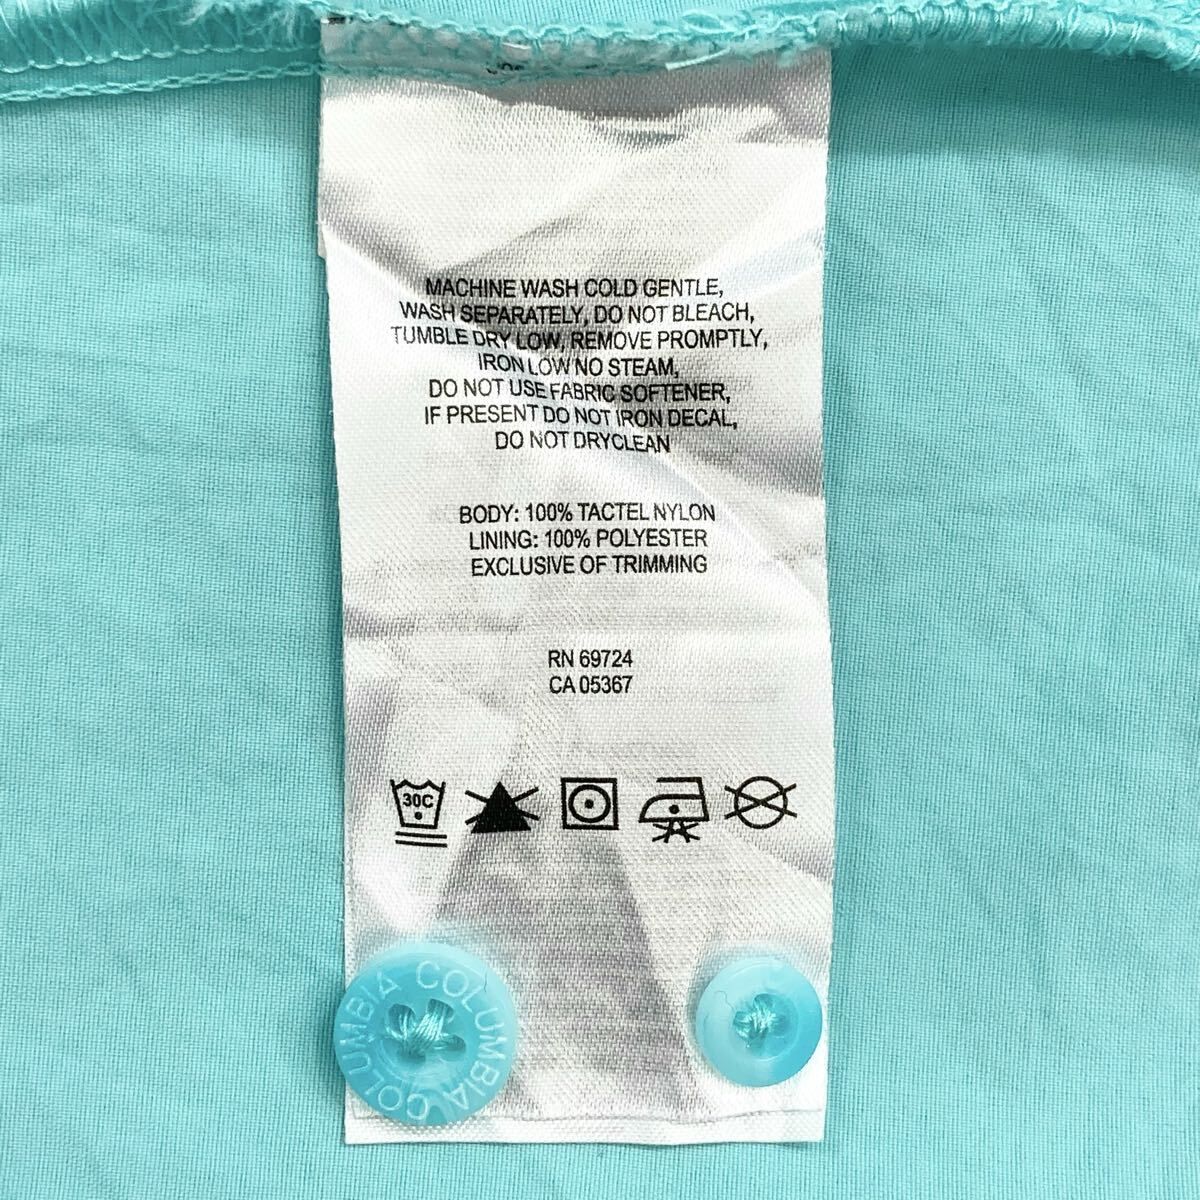 MACHINE WASH COLD GENTLE,
WASH SEPARATELY, DO NOT BLEACH,
TUMBLE DRY LOW, REMOVE PROMPTLY,
IRON LOW NO STEAM,
DO NOT USE FABRIC SOFTENER,
IF PRESENT DO NOT IRON DECAL,
DO NOT DRYCLEAN
BODY: 100% TACTEL NYLON
LINING: 100% POLYESTER
EXCLUSIVE OF TRIMMING
RN 69724
CA 05367
30C
COLUMBIA COLUMBIA